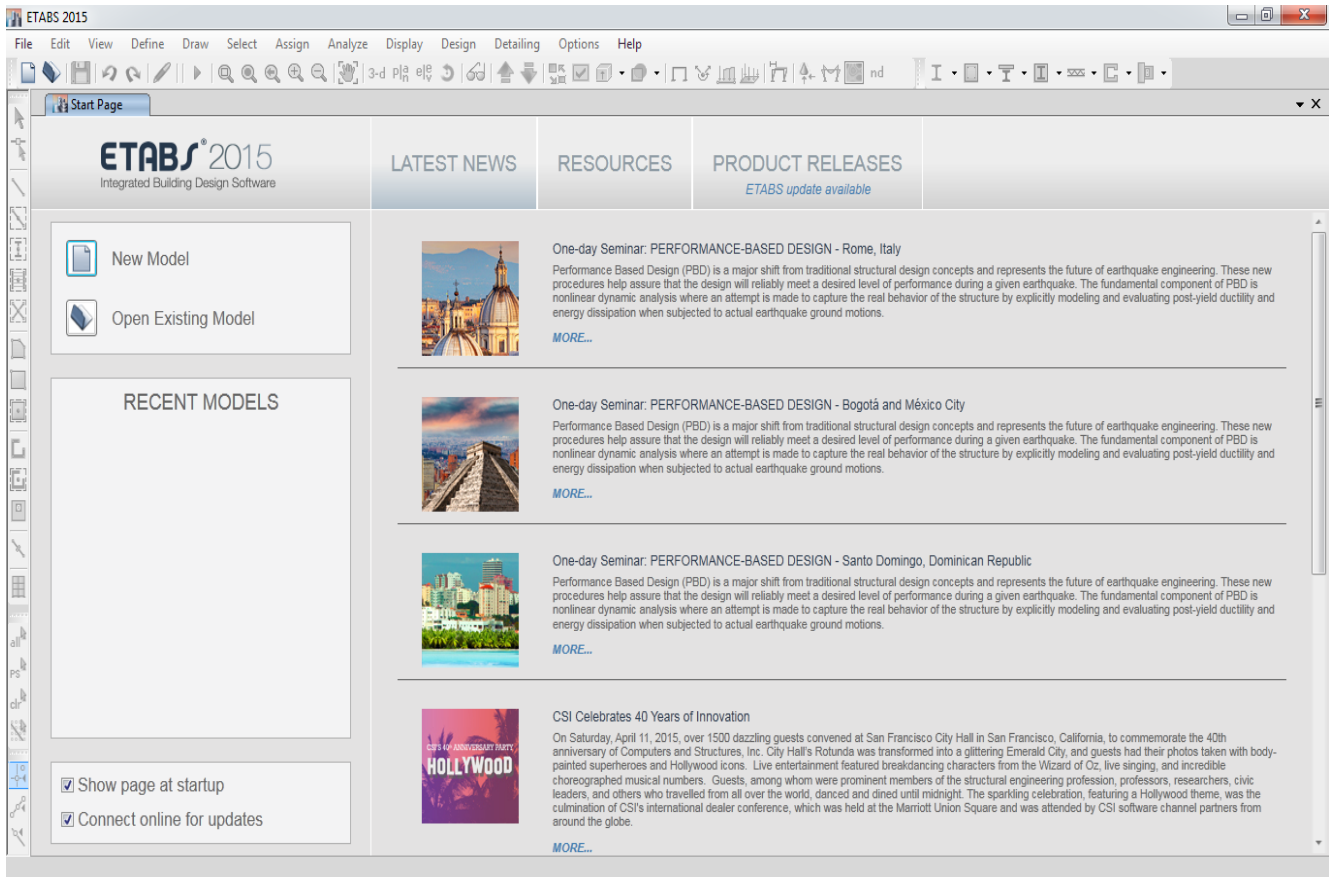 ETABS 2015
File Edit View Define Draw Select Assign Analyze Display Design Detailing Options Help
3-d
nd
Start Page
ETABS® 2015
Integrated Building Design Software
LATEST NEWS
RESOURCES
PRODUCT RELEASES
ETABS update available
New Model
Open Existing Model
RECENT MODELS
all
ps
clr
Show page at startup
Connect online for updates
One-day Seminar: PERFORMANCE-BASED DESIGN - Rome, Italy
Performance Based Design (PBD) is a major shift from traditional structural design concepts and represents the future of earthquake engineering. These new
procedures help assure that the design will reliably meet a desired level of performance during a given earthquake. The fundamental component of PBD is
nonlinear dynamic analysis where an attempt is made to capture the real behavior of the structure by explicitly modeling and evaluating post-yield ductility and
energy dissipation when subjected to actual earthquake ground motions.
MORE...
One-day Seminar: PERFORMANCE-BASED DESIGN - Bogotá and México City
Performance Based Design (PBD) is a major shift from traditional structural design concepts and represents the future of earthquake engineering. These new
procedures help assure that the design will reliably meet a desired level of performance during a given earthquake. The fundamental component of PBD is
nonlinear dynamic analysis where an attempt is made to capture the real behavior of the structure by explicitly modeling and evaluating post-yield ductility and
energy dissipation when subjected to actual earthquake ground motions.
MORE...
One-day Seminar: PERFORMANCE-BASED DESIGN - Santo Domingo, Dominican Republic
Performance Based Design (PBD) is a major shift from traditional structural design concepts and represents the future of earthquake engineering. These new
procedures help assure that the design will reliably meet a desired level of performance during a given earthquake. The fundamental component of PBD is
nonlinear dynamic analysis where an attempt is made to capture the real behavior of the structure by explicitly modeling and evaluating post-yield ductility and
energy dissipation when subjected to actual earthquake ground motions.
MORE...
CSI'S 40th ANNIVERSARY PARTY
HOLLYWOOD
CSI Celebrates 40 Years of Innovation
On Saturday, April 11, 2015, over 1500 dazzling guests convened at San Francisco City Hall in San Francisco, California, to commemorate the 40th
anniversary of Computers and Structures, Inc. City Hall's Rotunda was transformed into a glittering Emerald City, and guests had their photos taken with body-
painted superheroes and Hollywood icons. Live entertainment featured breakdancing characters from the Wizard of Oz, live singing, and incredible
choreographed musical numbers. Guests, among whom were prominent members of the structural engineering profession, professors, researchers, civic
leaders, and others who travelled from all over the world, danced and dined until midnight. The sparkling celebration, featuring a Hollywood theme, was the
culmination of CSI's international dealer conference, which was held at the Marriott Union Square and was attended by CSI software channel partners from
around the globe.
MORE...